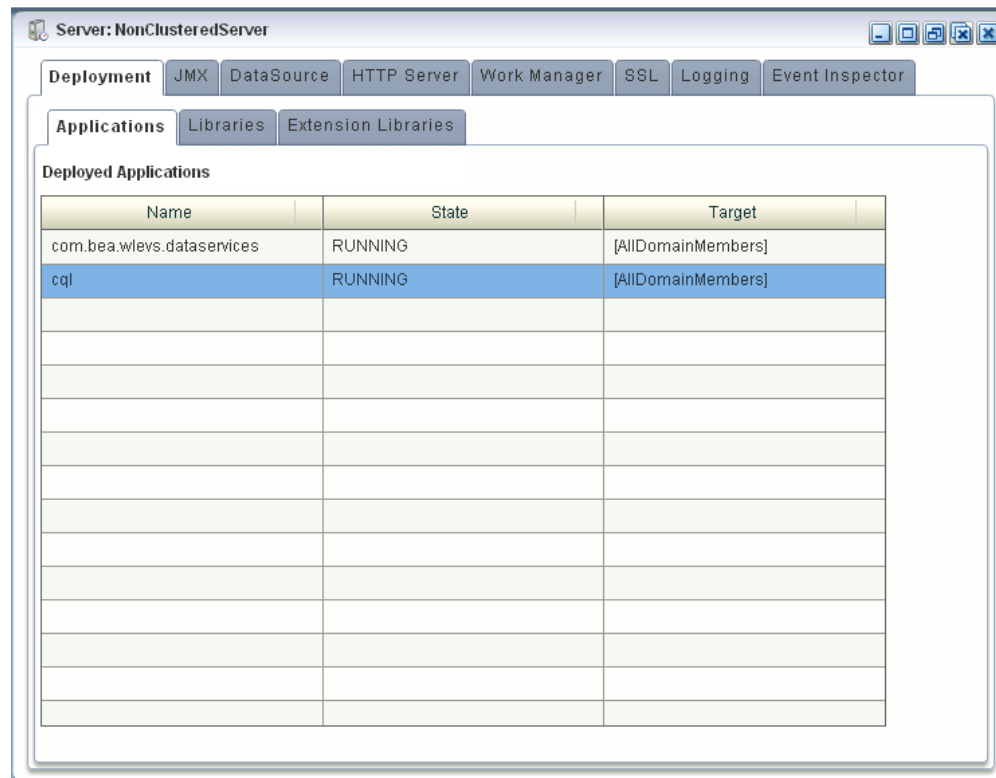 Server: NonClusteredServer
Deployment JMX DataSource HTTP Server Work Manager SSL Logging Event Inspector
Applications Libraries Extension Libraries
Deployed Applications
Name State Target
com.bea.wlevs.dataservices RUNNING [AllDomainMembers]
cql RUNNING [AllDomainMembers]